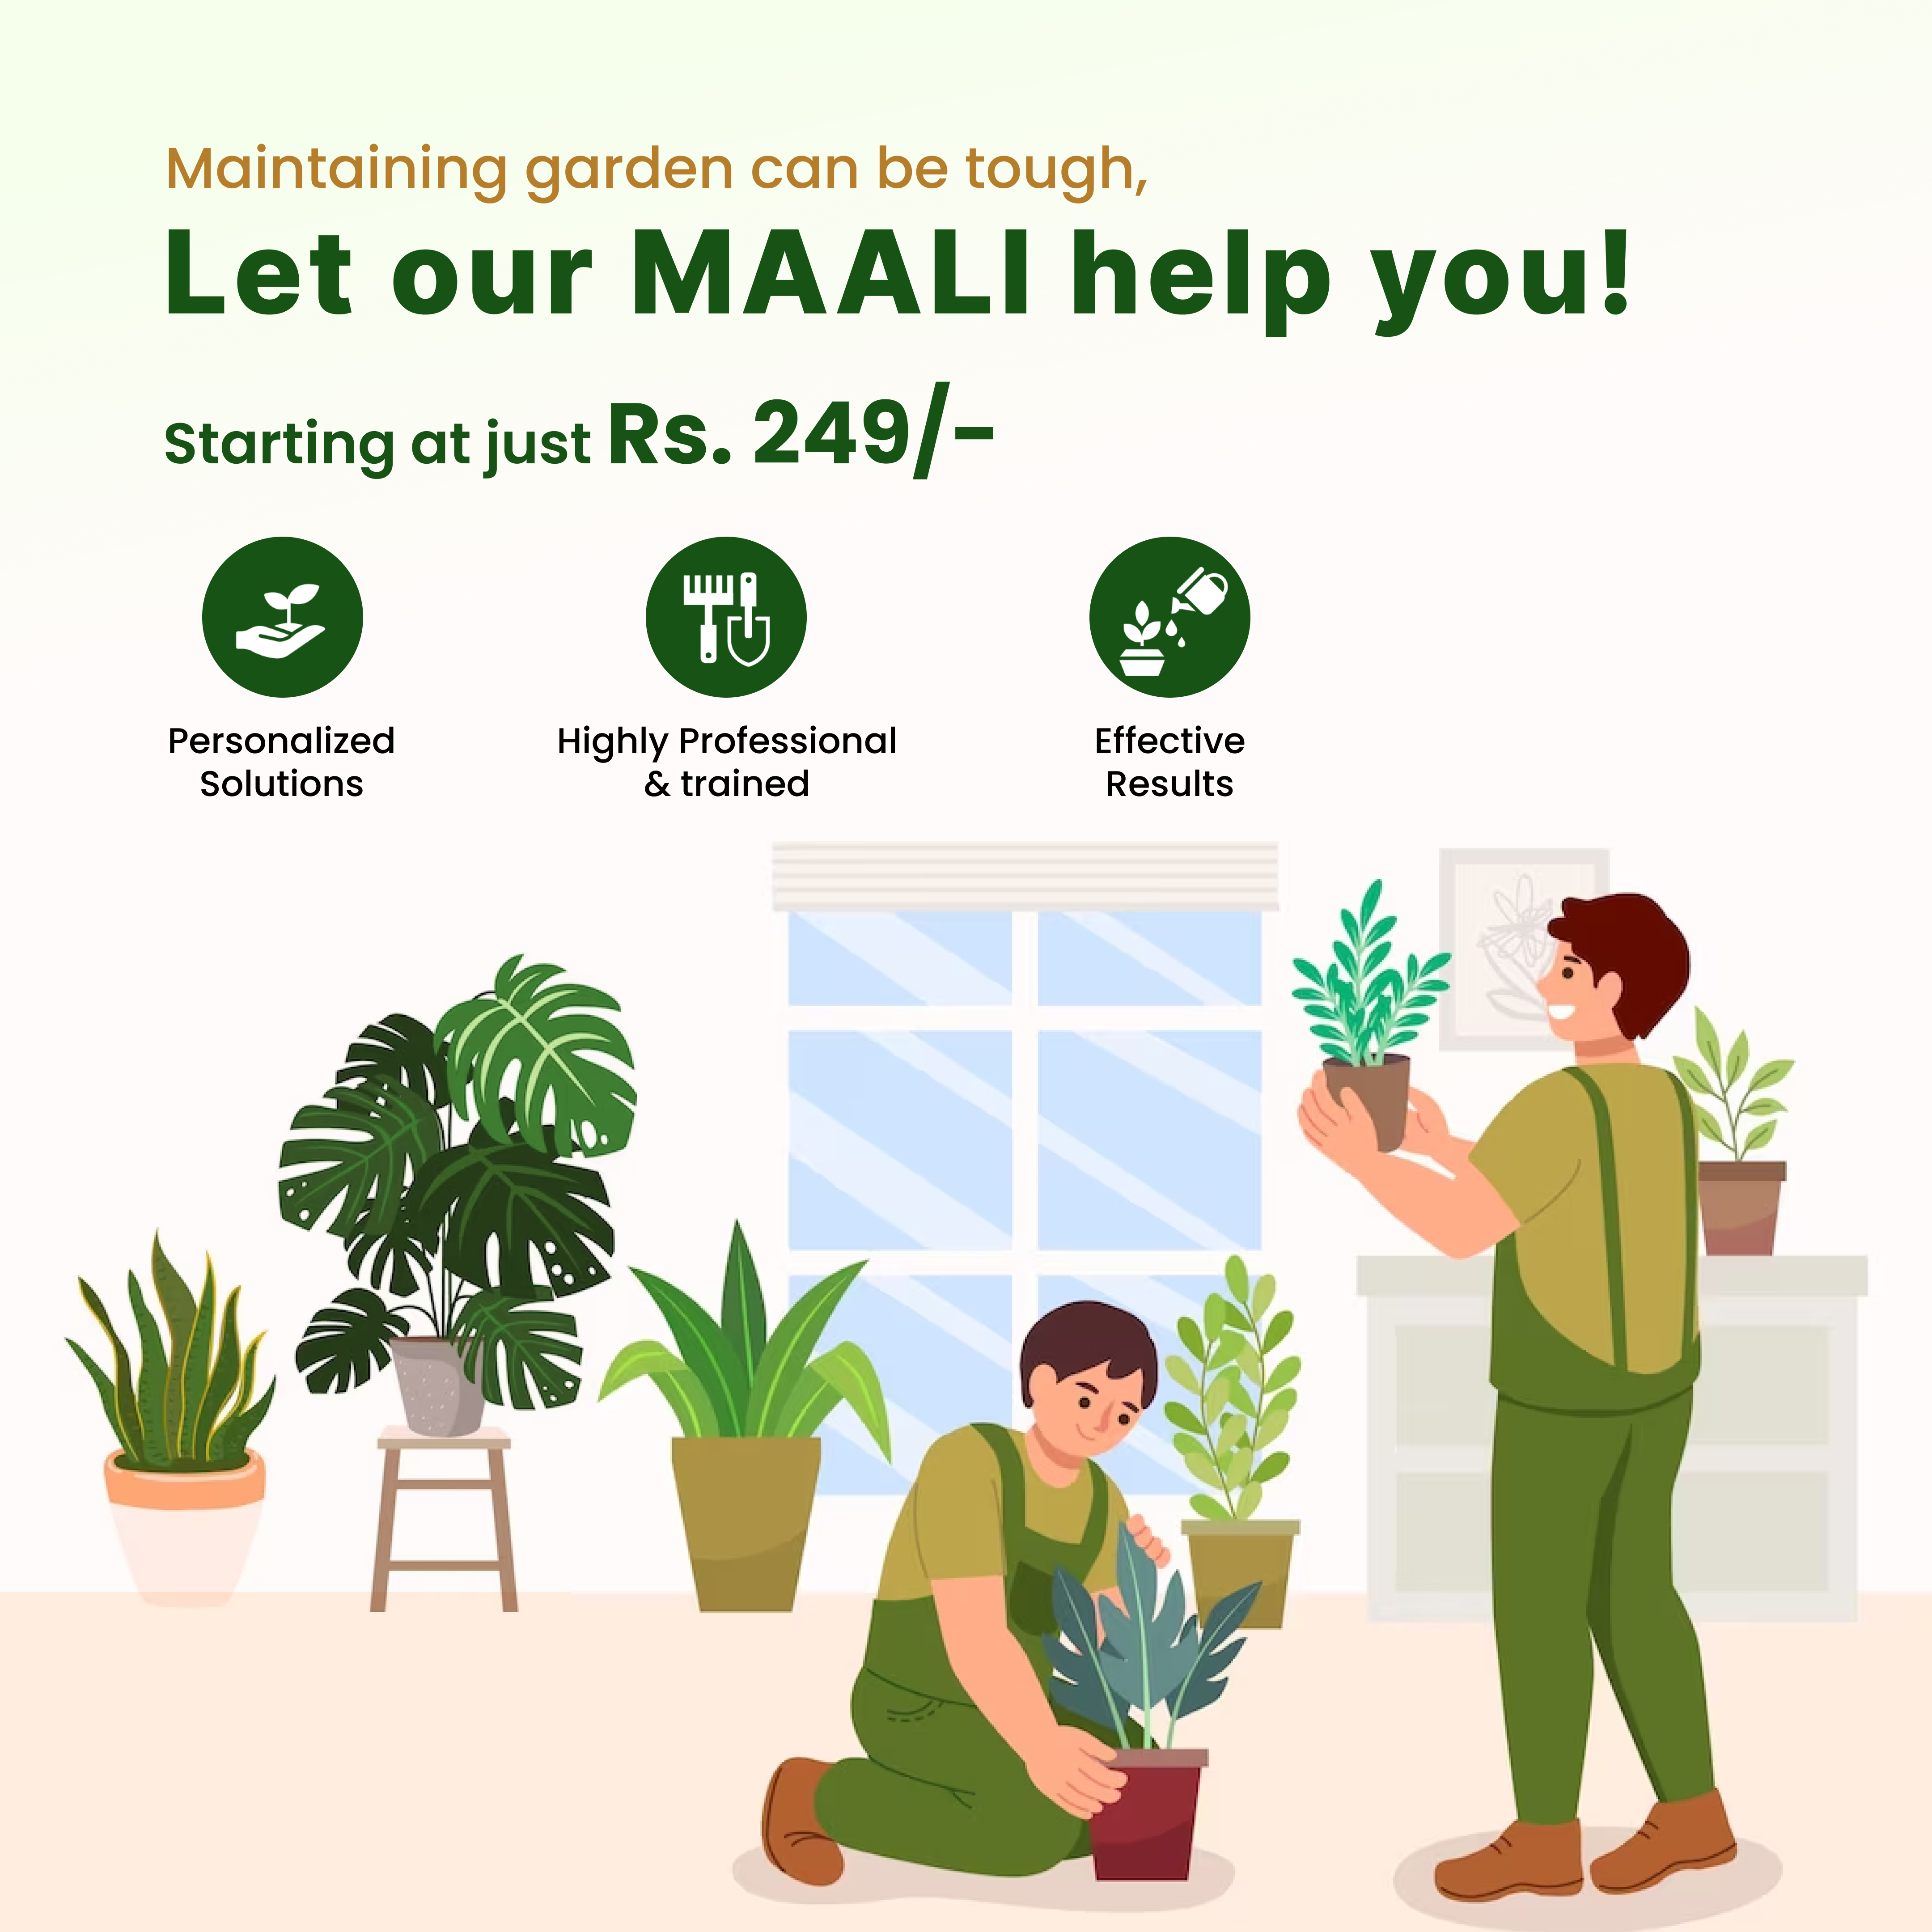 Maintaining garden can be tough,
Let our MAALI help you!
Starting at just Rs. 249/-
Personalized
Solutions
Highly Professional
& trained
Effective
Results